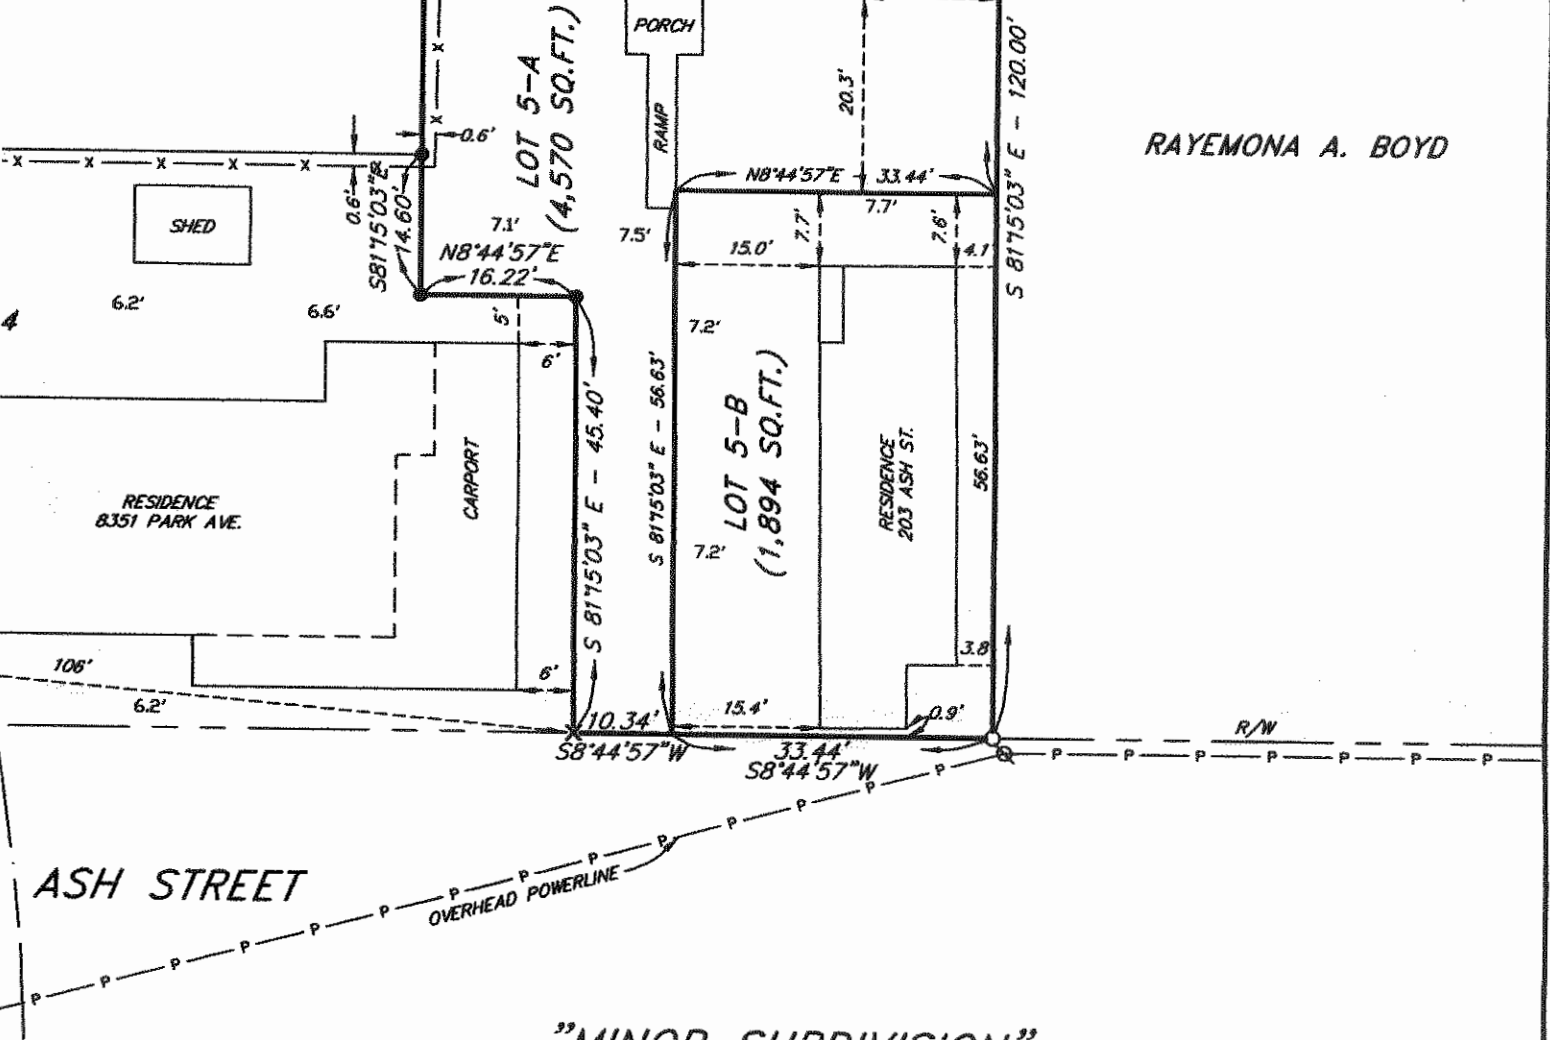 PORCH
RAMP
LOT 5-A
(4,570 SQ.FT.)
20.3'
S 81°15'03" E - 120.00'
RAYEMONA A. BOYD
X
X
X X X X X X
0.6'
0.6'
S81°15'03"E
14.60'
SHED
N8°44'57"E 33.44'
7.7'
7.7'
7.6'
4.1'
7.1'
7.5'
15.0'
N8°44'57"E
16.22'
6.2'
6.6'
4
5'
6'
7.2'
S 81°15'03" E - 45.40'
S 81°15'03" E - 56.63'
LOT 5-B
(1,894 SQ.FT.)
7.2'
RESIDENCE
203 ASH ST.
56.63'
CARPORT
RESIDENCE
8351 PARK AVE.
3.8
106'
6.2'
6'
10.34'
S8°44'57"W
15.4'
0.9'
33.44'
S8°44'57"W
R/W
P P P P P P P
P P P P P P P P P P P P P P
OVERHEAD POWERLINE
ASH STREET
"MINOR SUBDIVISION"